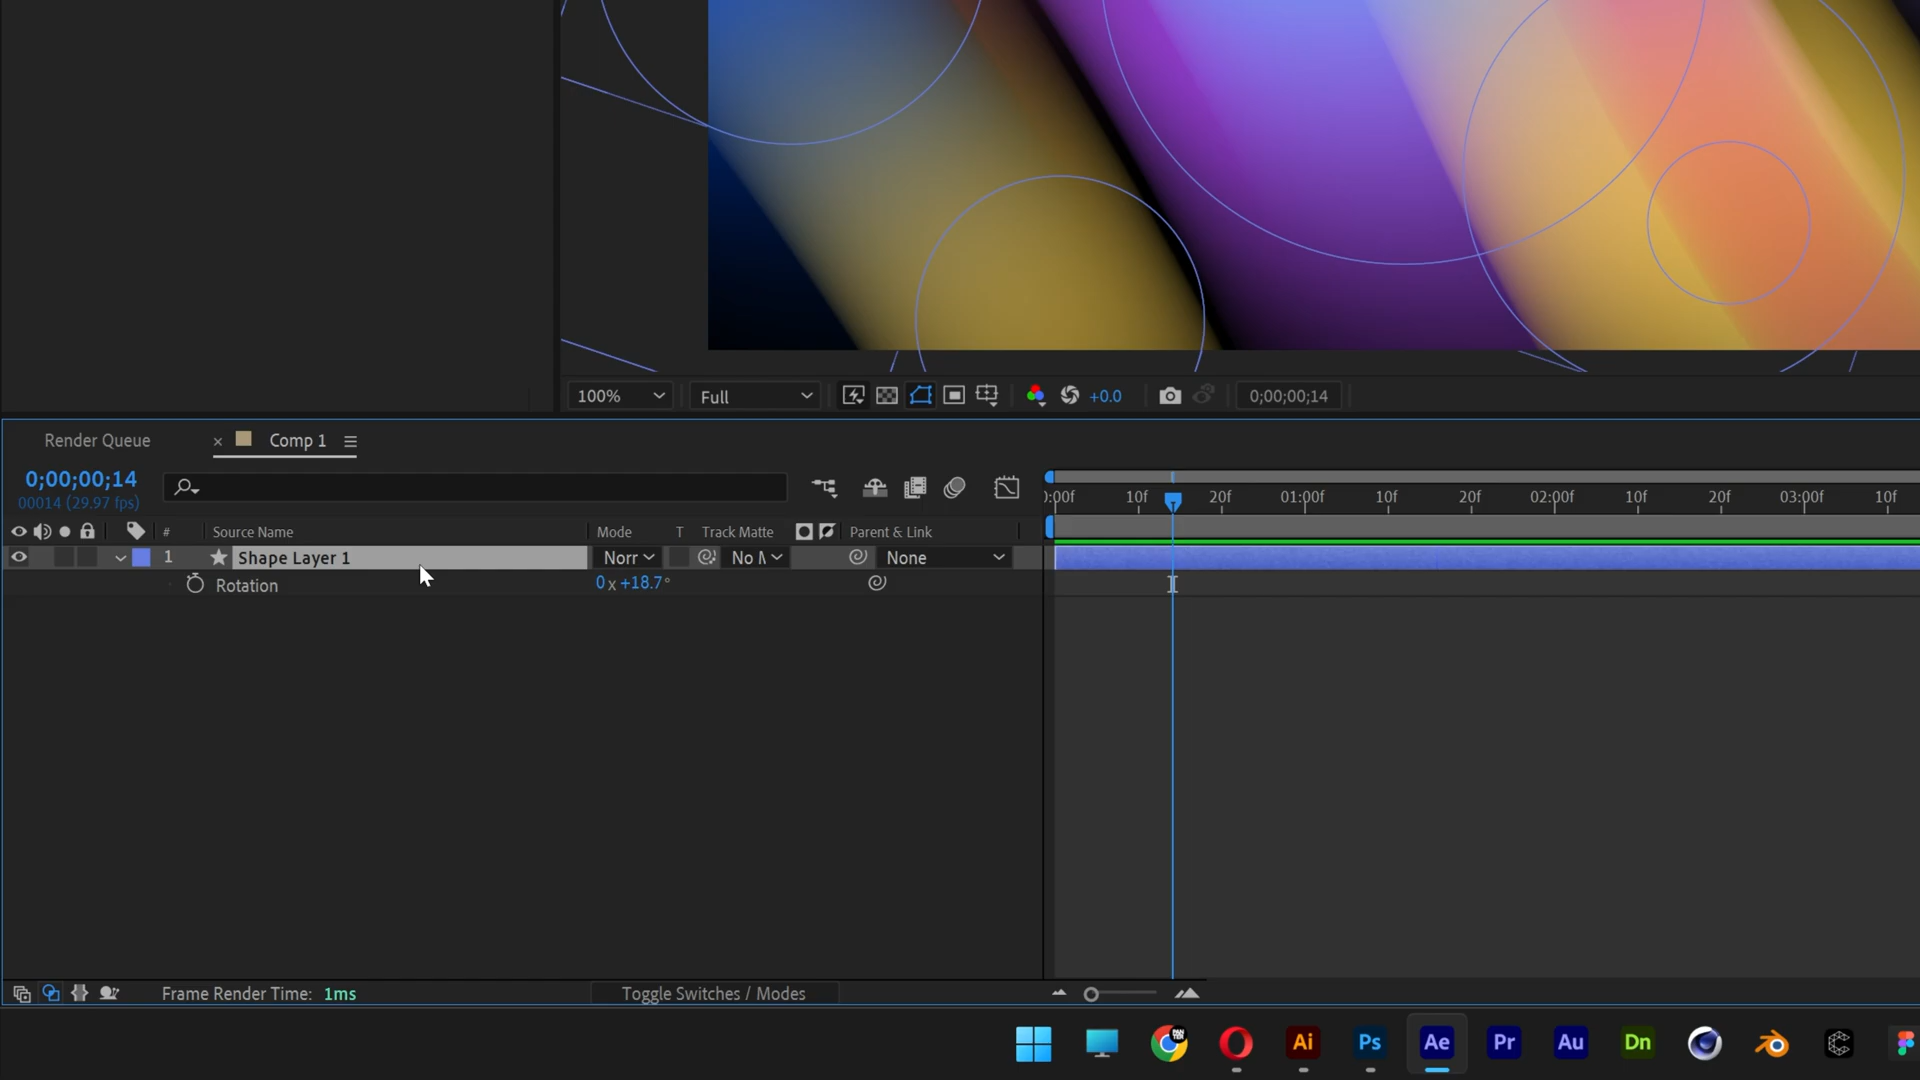 100% Full +0.0 0;00;00;14
Render Queue × Comp 1
0;00;00;14
00014 (29.97 fps)
):00f 10f 20f 01:00f 10f 20f 02:00f 10f 20f 03:00f 10f
# Source Name Mode T Track Matte Parent & Link
1 Shape Layer 1 Norr No M None
Rotation 0x+18.7°
Frame Render Time: 1ms Toggle Switches / Modes
PAN TER Ai Ps Ae Pr Au Dn